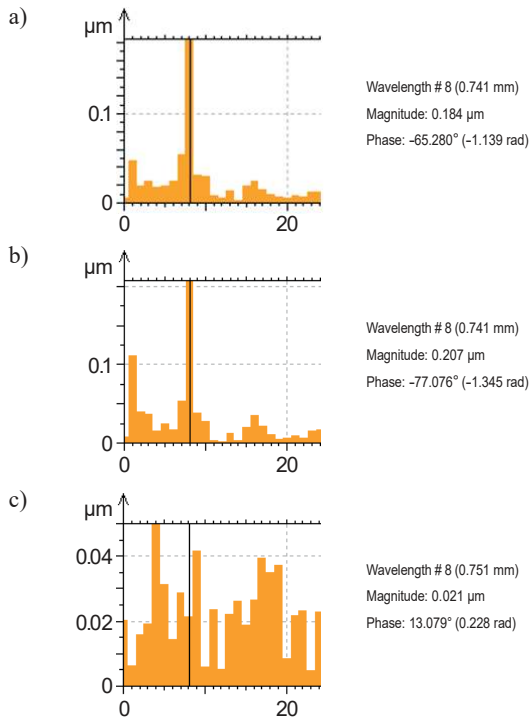 a)
µm
0.1
0
0
20
Wavelength # 8 (0.741 mm)
Magnitude: 0.184 µm
Phase: -65.280° (-1.139 rad)
b)
µm
0.1
0
0
20
Wavelength # 8 (0.741 mm)
Magnitude: 0.207 µm
Phase: -77.076° (-1.345 rad)
c)
µm
0.04
0.02
0
0
20
Wavelength # 8 (0.751 mm)
Magnitude: 0.021 µm
Phase: 13.079° (0.228 rad)